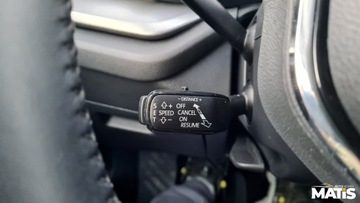 - DISTANCE +
S ⇧+ OFF
E SPEED CANCEL
T ⇩- ON
RESUME
MATIS